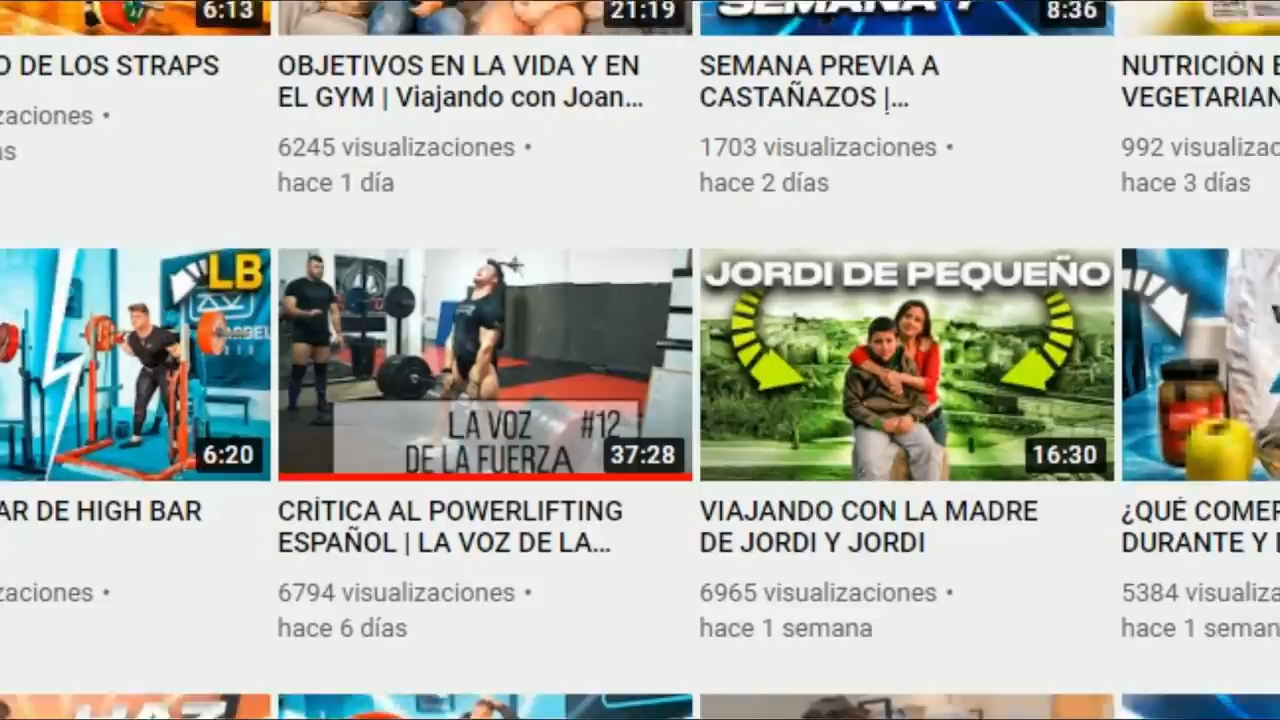 6:13
21:19
SEMANA 7
8:36
O DE LOS STRAPS
zaciones •
as
OBJETIVOS EN LA VIDA Y EN
EL GYM | Viajando con Joan...
6245 visualizaciones •
hace 1 día
SEMANA PREVIA A
CASTAÑAZOS |...
1703 visualizaciones •
hace 2 días
NUTRICIÓN E
VEGETARIAN
992 visualizac
hace 3 días
LB
6:20
LA VOZ #12
DE LA FUERZA
37:28
JORDI DE PEQUEÑO
16:30
AR DE HIGH BAR
zaciones •
CRÍTICA AL POWERLIFTING
ESPAÑOL | LA VOZ DE LA...
6794 visualizaciones •
hace 6 días
VIAJANDO CON LA MADRE
DE JORDI Y JORDI
6965 visualizaciones •
hace 1 semana
¿QUÉ COMER
DURANTE Y D
5384 visualiza
hace 1 seman